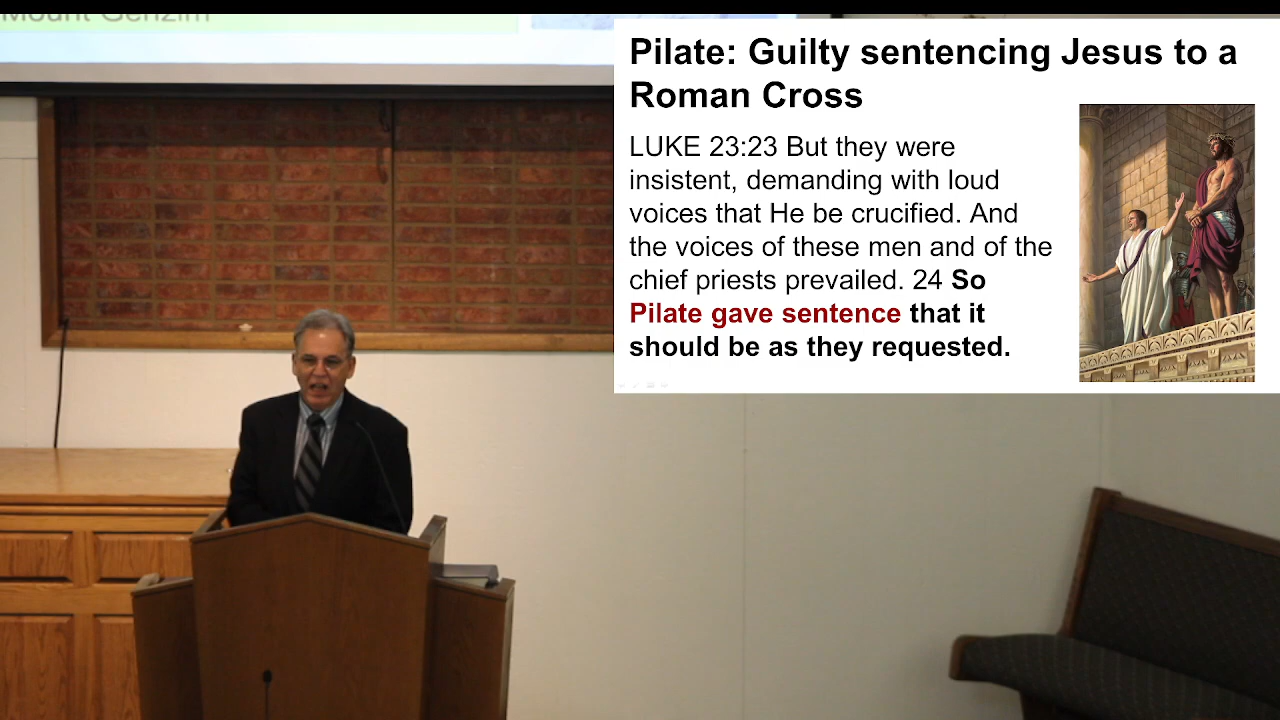 Mount Gerizim
Pilate: Guilty sentencing Jesus to a
Roman Cross
LUKE 23:23 But they were
insistent, demanding with loud
voices that He be crucified. And
the voices of these men and of the
chief priests prevailed. 24 So
Pilate gave sentence that it
should be as they requested.